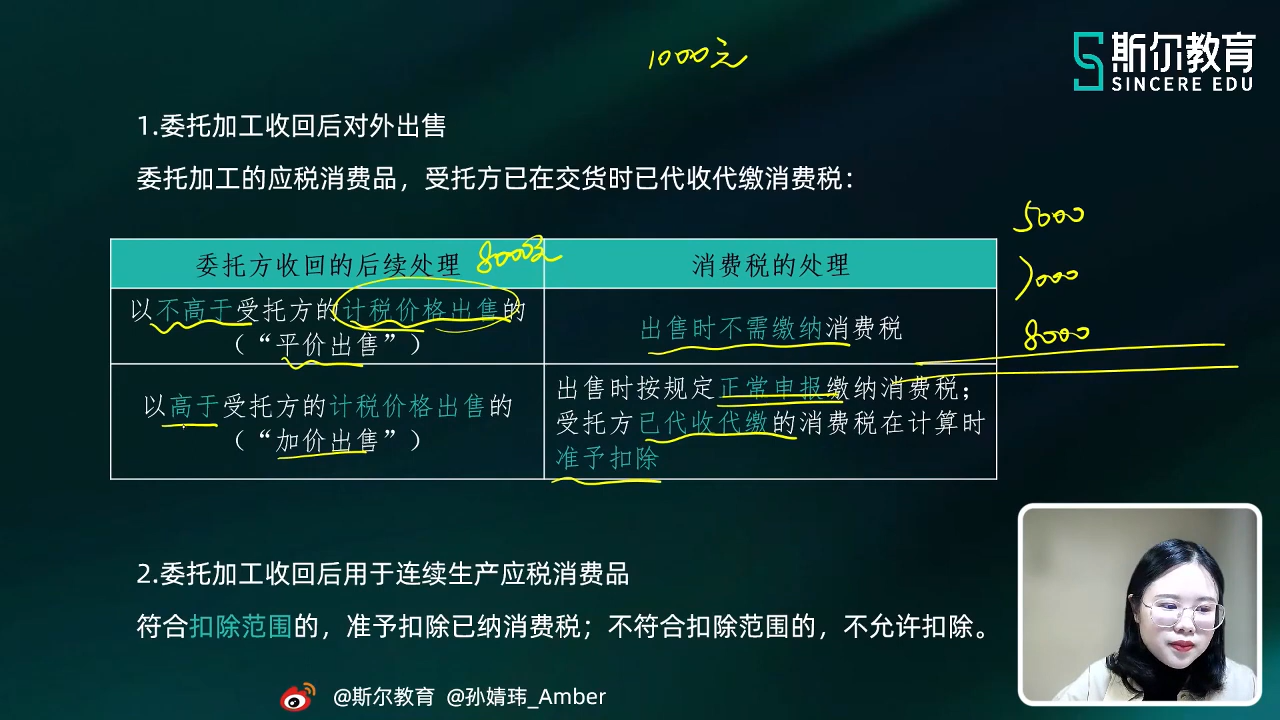 1000元
斯尔教育
SINCERE EDU
1.委托加工收回后对外出售
委托加工的应税消费品，受托方已在交货时已代收代缴消费税：
5000
委托方收回的后续处理
8000元
消费税的处理
1000
以不高于受托方的计税价格出售的
（“平价出售”）
出售时不需缴纳消费税
8000
以高于受托方的计税价格出售的
（“加价出售”）
出售时按规定正常申报缴纳消费税；
受托方已代收代缴的消费税在计算时
准予扣除
2.委托加工收回后用于连续生产应税消费品
符合扣除范围的，准予扣除已纳消费税；不符合扣除范围的，不允许扣除。
@斯尔教育 @孙婧玮_Amber